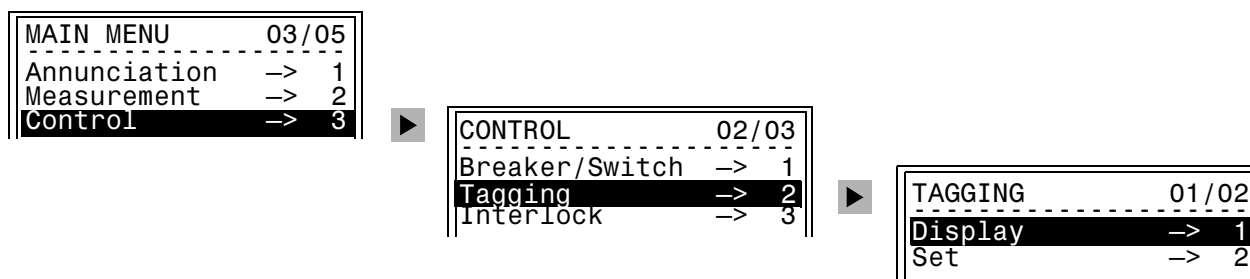 MAIN MENU 03/05
Annunciation —> 1
Measurement —> 2
Control —> 3
CONTROL 02/03
Breaker/Switch —> 1
Tagging —> 2
Interlock —> 3
TAGGING 01/02
Display —> 1
Set —> 2